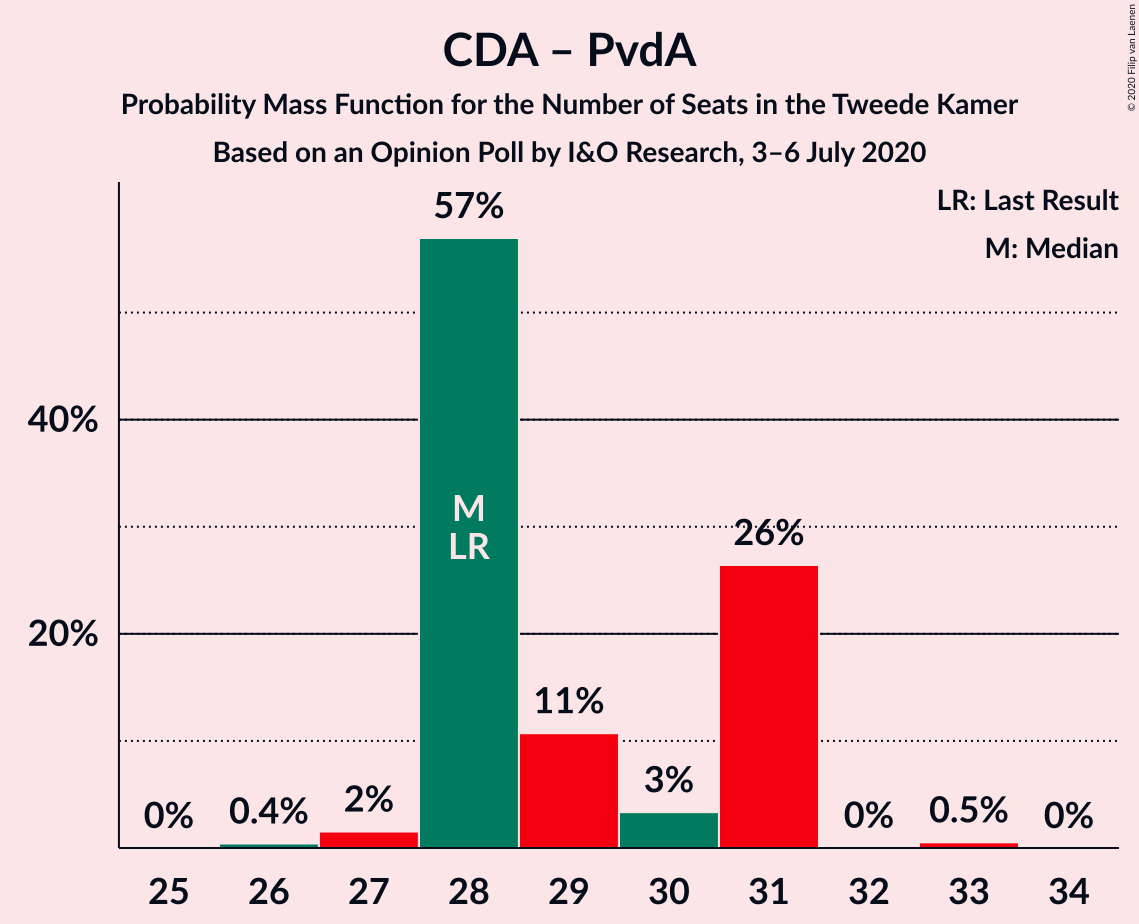 CDA – PvdA
Probability Mass Function for the Number of Seats in the Tweede Kamer
Based on an Opinion Poll by I&O Research, 3–6 July 2020
© 2020 Filip van Laenen
LR: Last Result
M: Median
57%
40%
M
LR
26%
20%
11%
3%
2%
0%
0.4%
0%
0.5%
0%
25 26 27 28 29 30 31 32 33 34